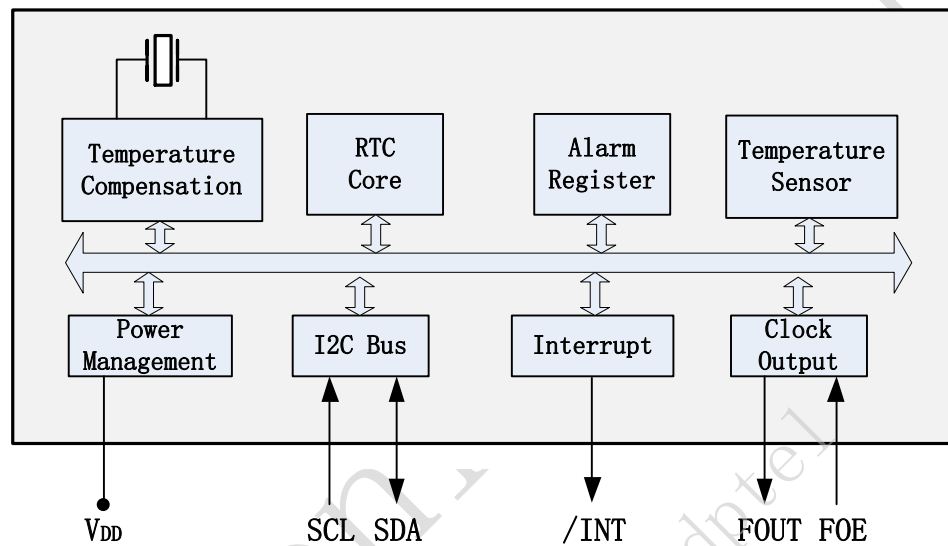 Temperature
Compensation
RTC
Core
Alarm
Register
Temperature
Sensor
Power
Management
I2C Bus
Interrupt
Clock
Output
VDD
SCL SDA
/INT
FOUT FOE